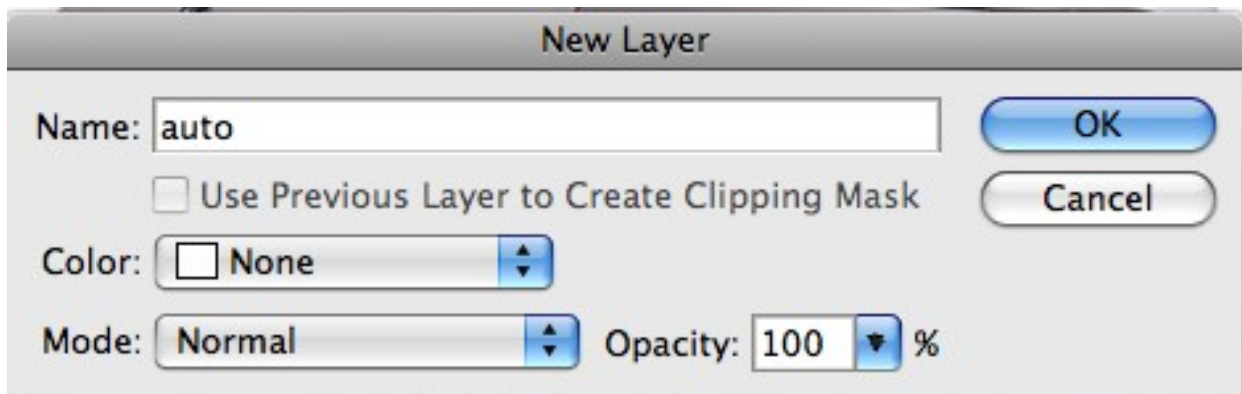 New Layer
Name: auto
OK
Use Previous Layer to Create Clipping Mask
Cancel
Color: None
Mode: Normal Opacity: 100 %